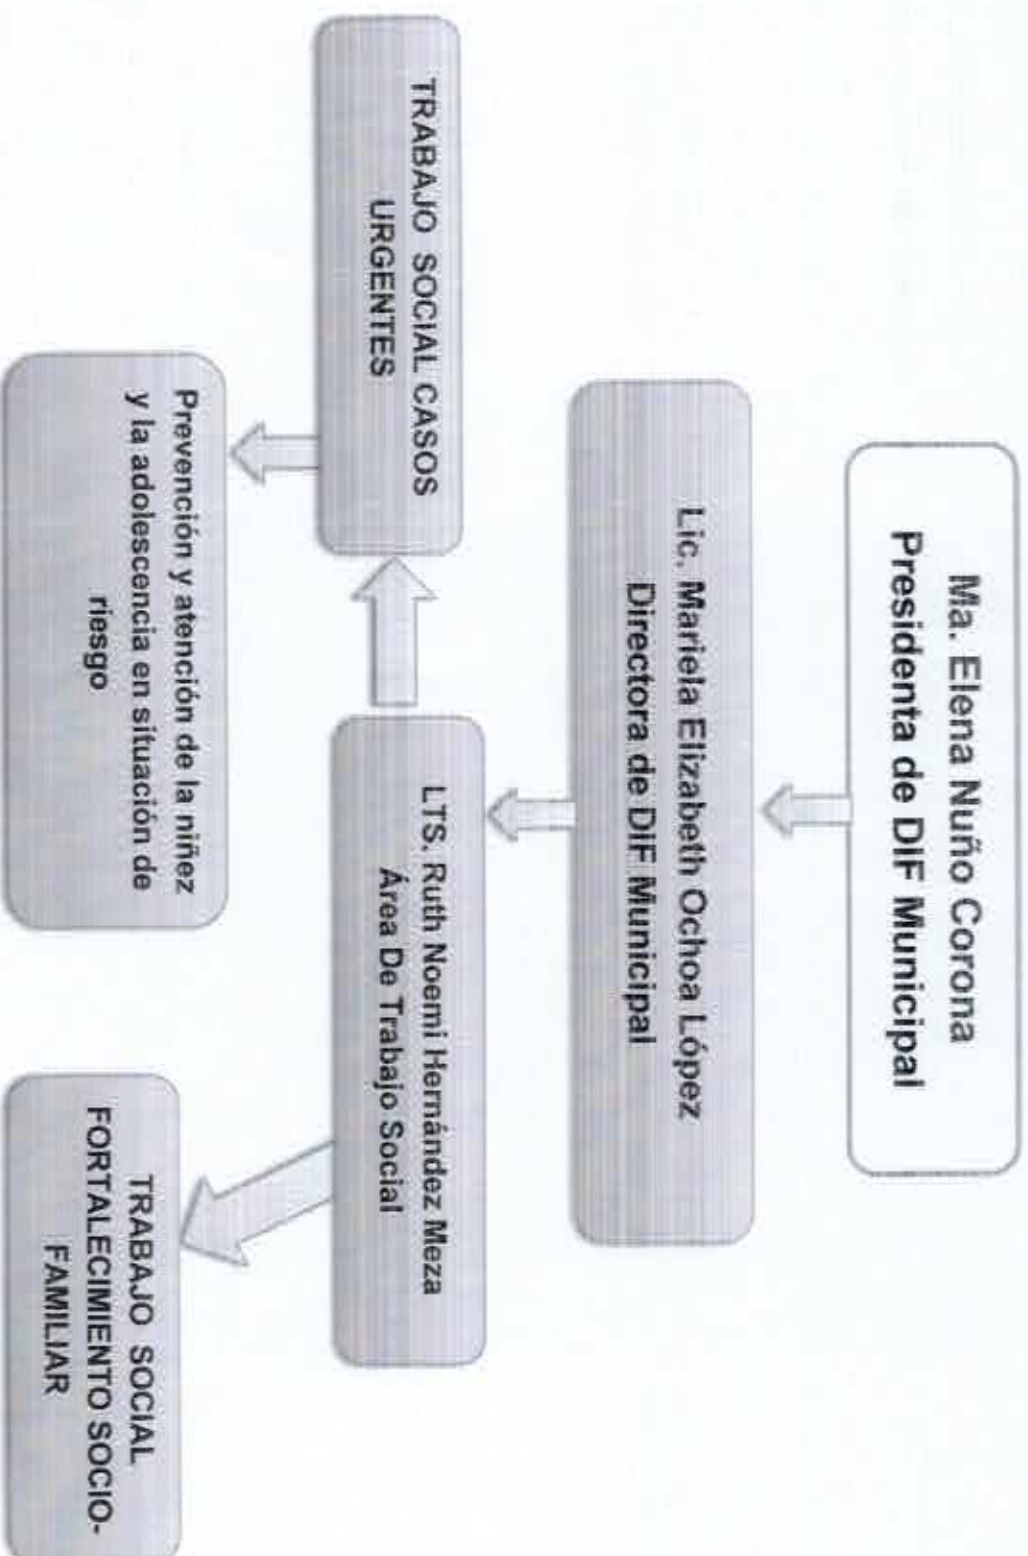 Ma. Elena Nuño Corona
Presidenta de DIF Municipal
Lic. Mariela Elizabeth Ochoa López
Directora de DIF Municipal
LTS. Ruth Noemi Hernández Meza
Área De Trabajo Social
TRABAJO SOCIAL CASOS
URGENTES
Prevención y atención de la niñez
y la adolescencia en situación de
riesgo
TRABAJO SOCIAL
FORTALECIMIENTO SOCIO-
FAMILIAR